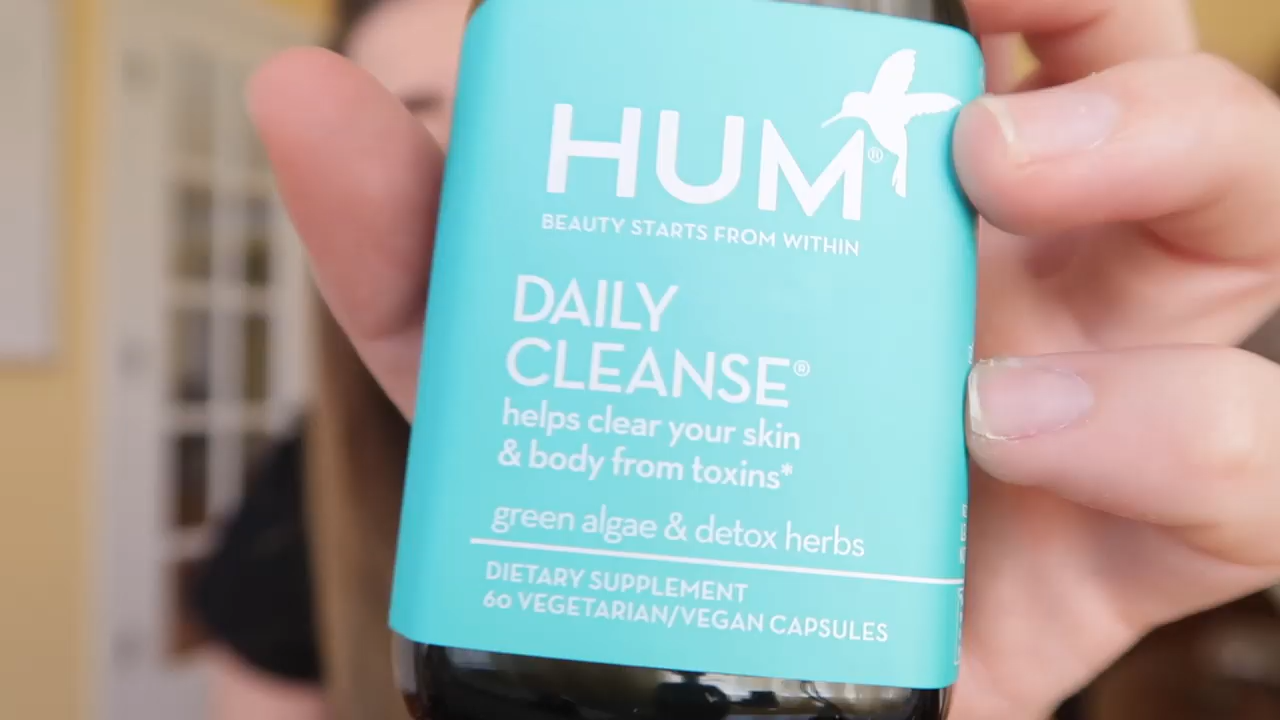 HUM®
BEAUTY STARTS FROM WITHIN
DAILY
CLEANSE®
helps clear your skin
& body from toxins*
green algae & detox herbs
DIETARY SUPPLEMENT
60 VEGETARIAN/VEGAN CAPSULES